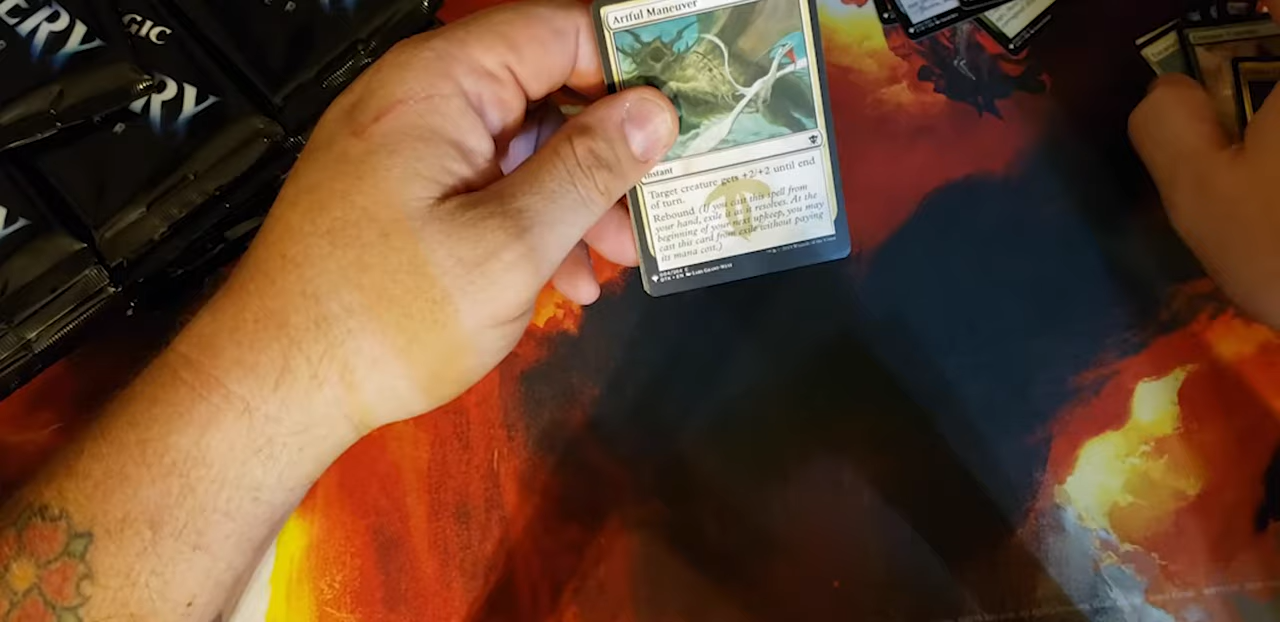 ERY
GIC
RY
Artful Maneuver
Instant
Target creature gets +2/+2 until end
of turn.
Rebound (If you cast this spell from
your hand, exile it as it resolves. At the
beginning of your next upkeep, you may
cast this card from exile without paying
its mana cost.)